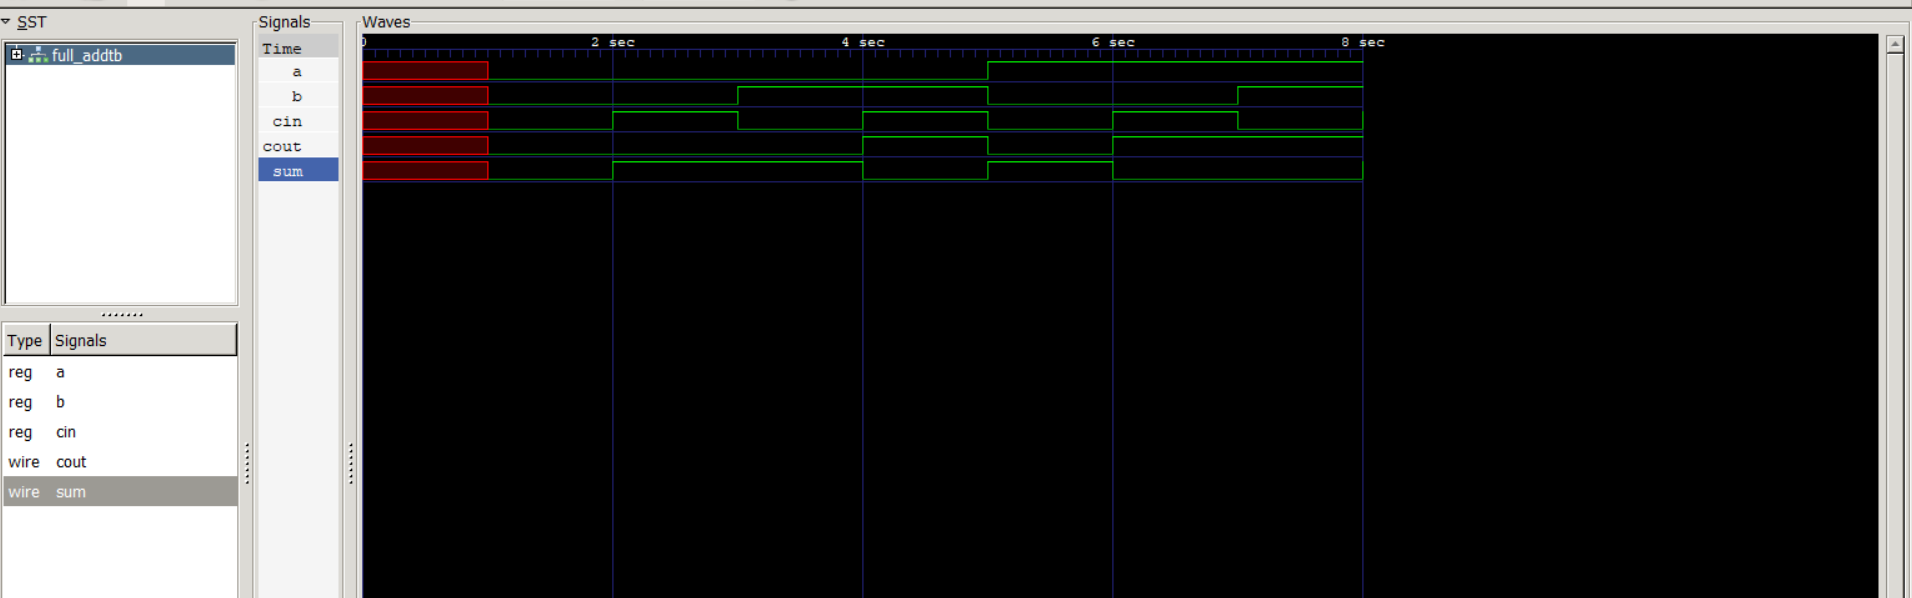 SST
full_addtb
Type Signals
reg a
reg b
reg cin
wire cout
wire sum
Signals
Time
a
b
cin
cout
sum
Waves
0 2 sec 4 sec 6 sec 8 sec